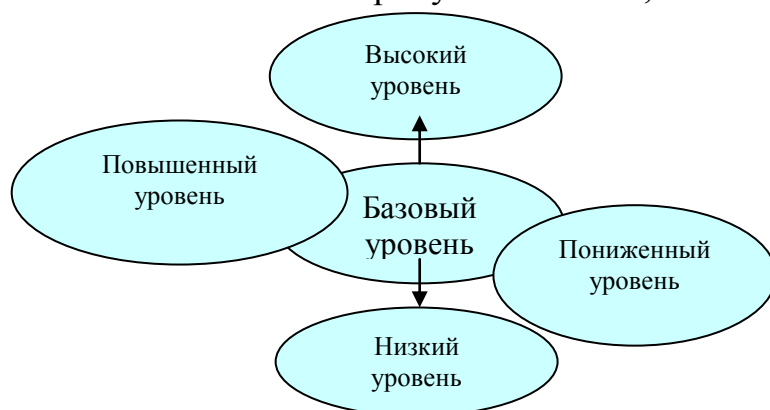 Высокий
уровень
Повышенный
уровень
Базовый
уровень
Пониженный
уровень
Низкий
уровень